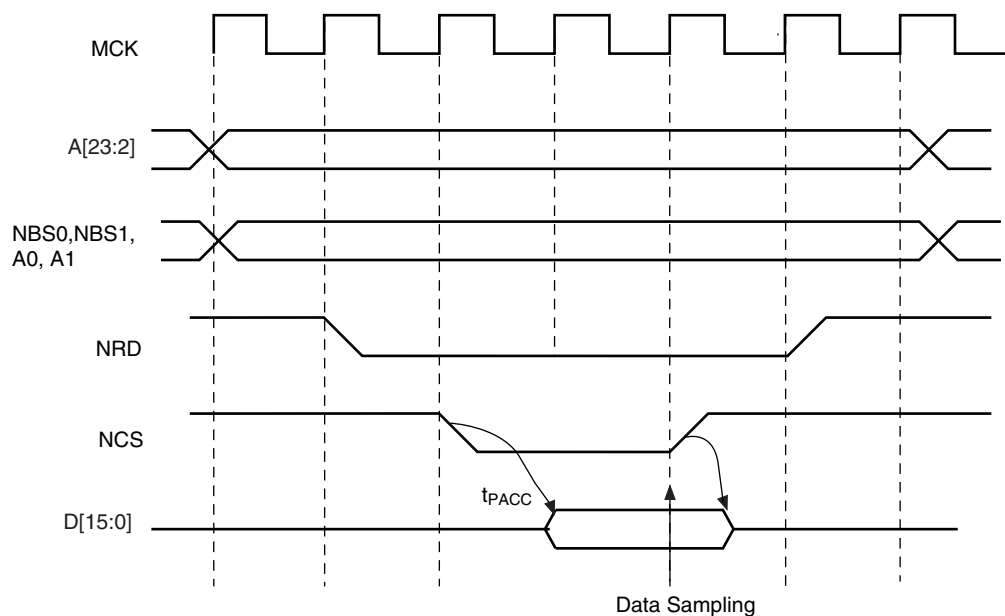 MCK
A[23:2]
NBS0,NBS1,
A0, A1
NRD
NCS
tPACC
D[15:0]
Data Sampling